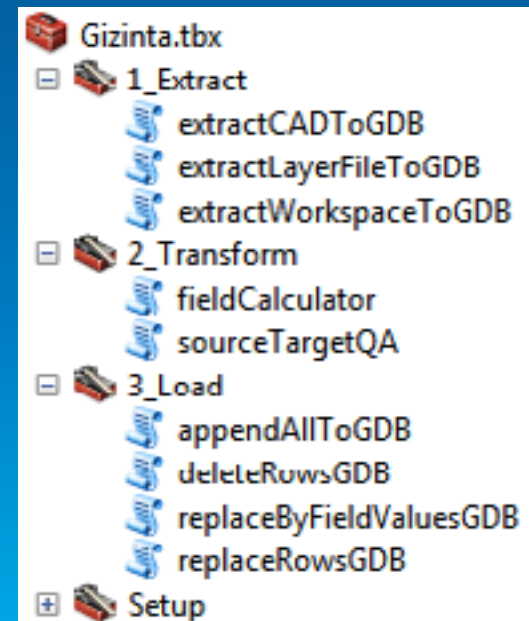 Gizinta.tbx
1_Extract
extractCADToGDB
extractLayerFileToGDB
extractWorkspaceToGDB
2_Transform
fieldCalculator
sourceTargetQA
3_Load
appendAllToGDB
deleteRowsGDB
replaceByFieldValuesGDB
replaceRowsGDB
Setup